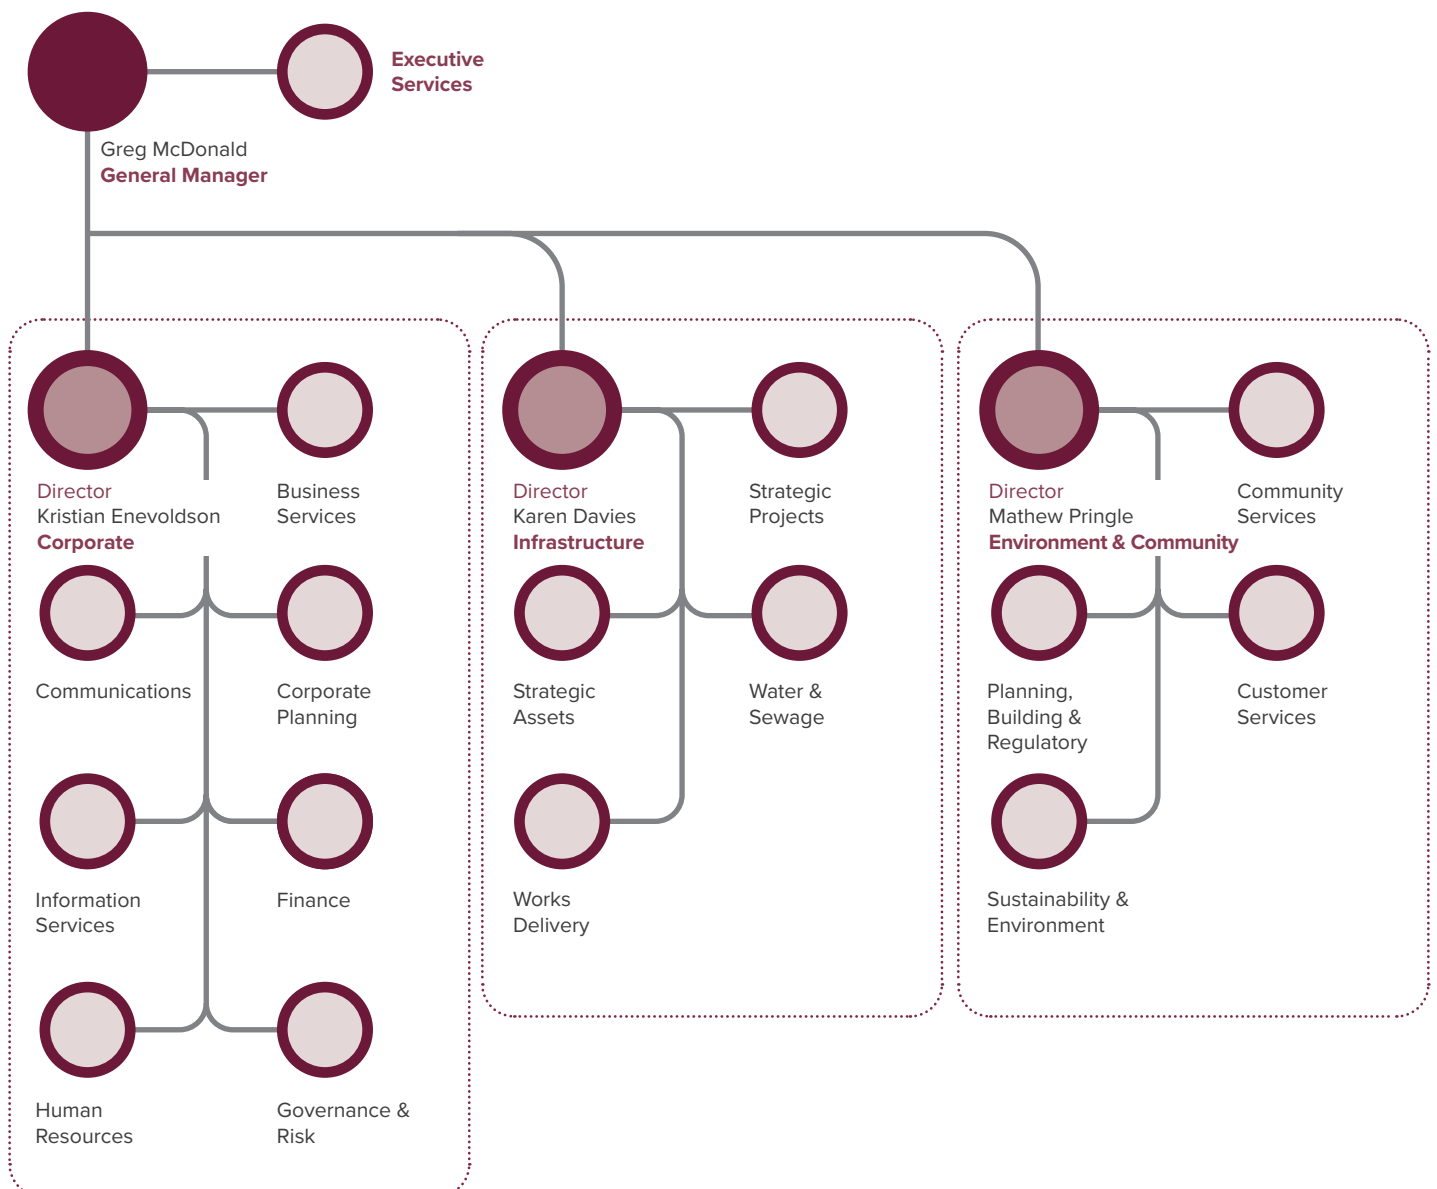 Executive
Services
Greg McDonald
General Manager
Director
Kristian Enevoldson
Corporate
Business
Services
Communications
Corporate
Planning
Information
Services
Finance
Human
Resources
Governance &
Risk
Director
Karen Davies
Infrastructure
Strategic
Projects
Strategic
Assets
Water &
Sewage
Works
Delivery
Director
Mathew Pringle
Environment & Community
Community
Services
Planning,
Building &
Regulatory
Customer
Services
Sustainability &
Environment